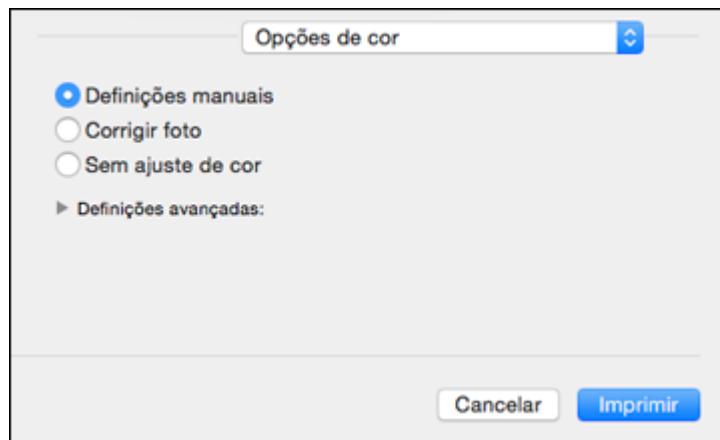 Opções de cor
Definições manuais
Corrigir foto
Sem ajuste de cor
Definições avançadas:
Cancelar
Imprimir